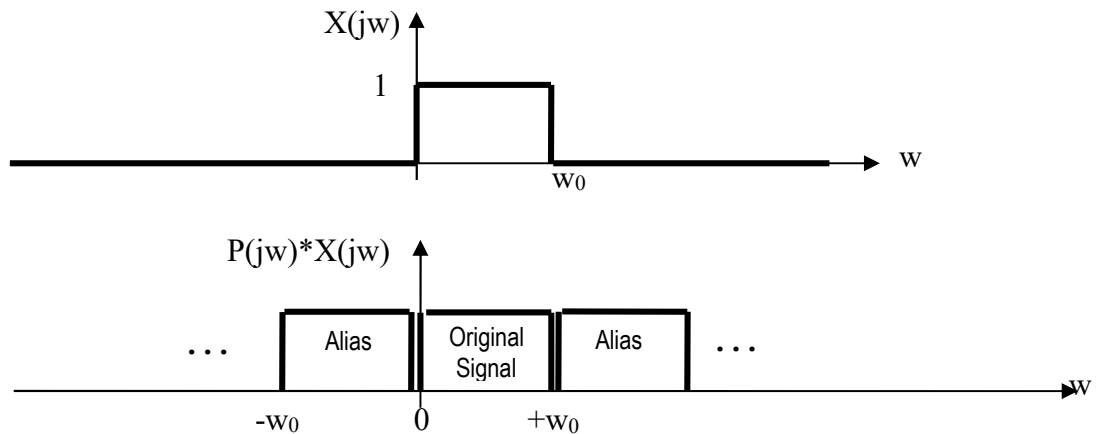 X(jw)
1
w
w₀
P(jw)*X(jw)
Alias
Original
Signal
Alias
...
...
w
-w₀
0
+w₀